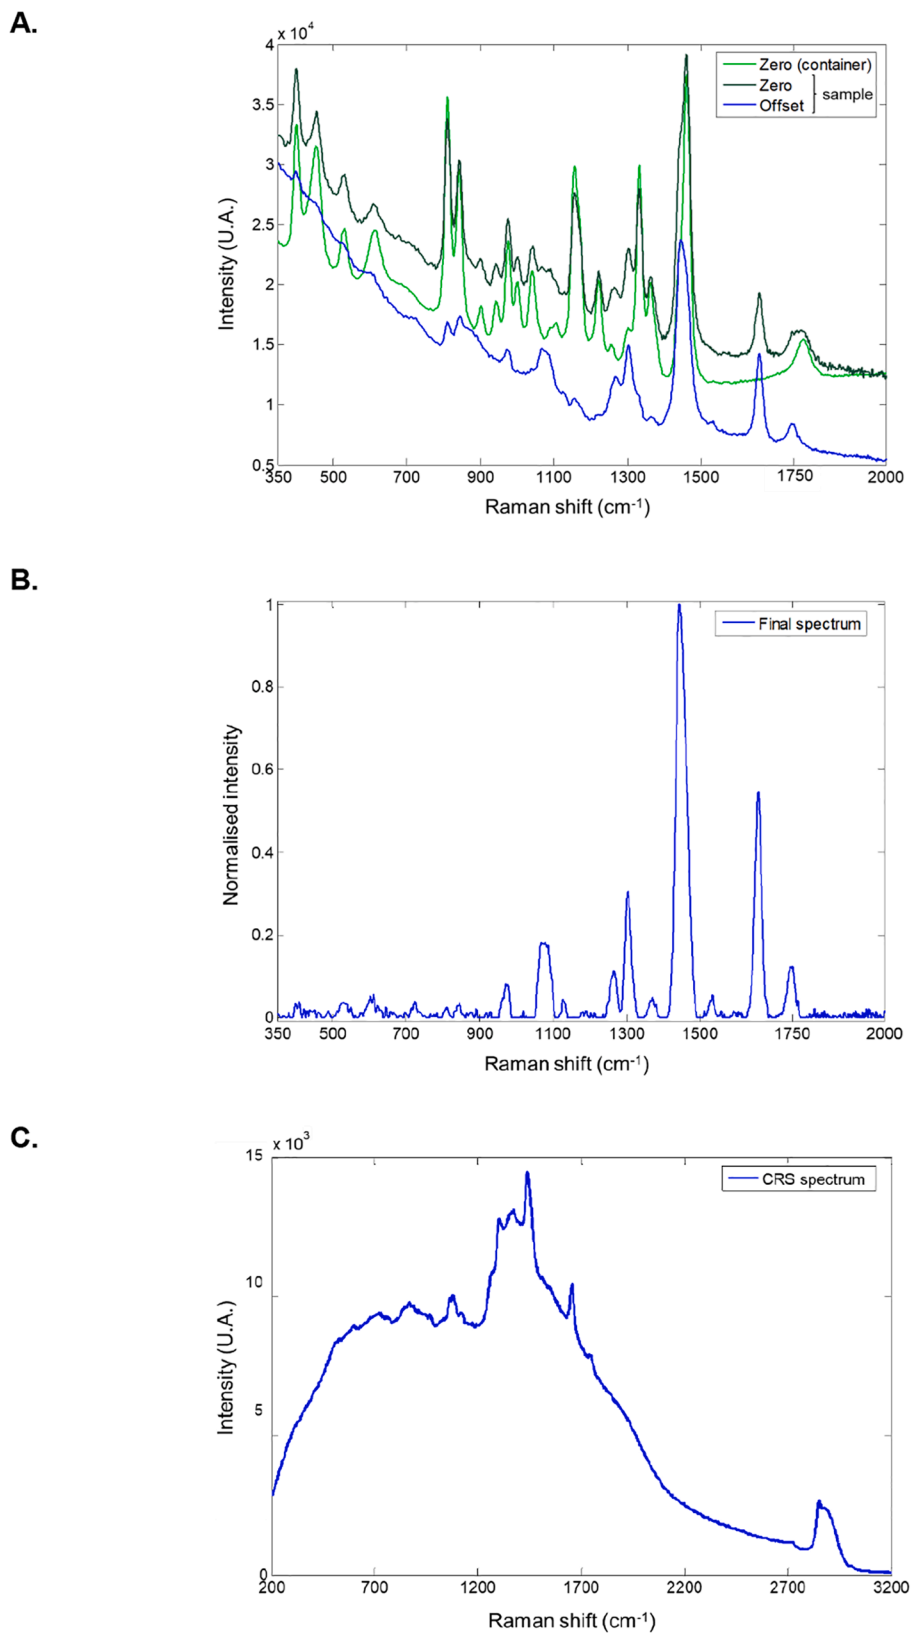 A.
x 10⁴
4
3.5
3
2.5
2
1.5
1
0.5
Intensity (U.A.)
Zero (container)
Zero
Offset
sample
350 500 700 900 1100 1300 1500 1750 2000
Raman shift (cm⁻¹)
B.
1
0.8
0.6
0.4
0.2
0
Normalised intensity
Final spectrum
350 500 700 900 1100 1300 1500 1750 2000
Raman shift (cm⁻¹)
C.
x 10³
15
10
5
0
Intensity (U.A.)
CRS spectrum
200 700 1200 1700 2200 2700 3200
Raman shift (cm⁻¹)